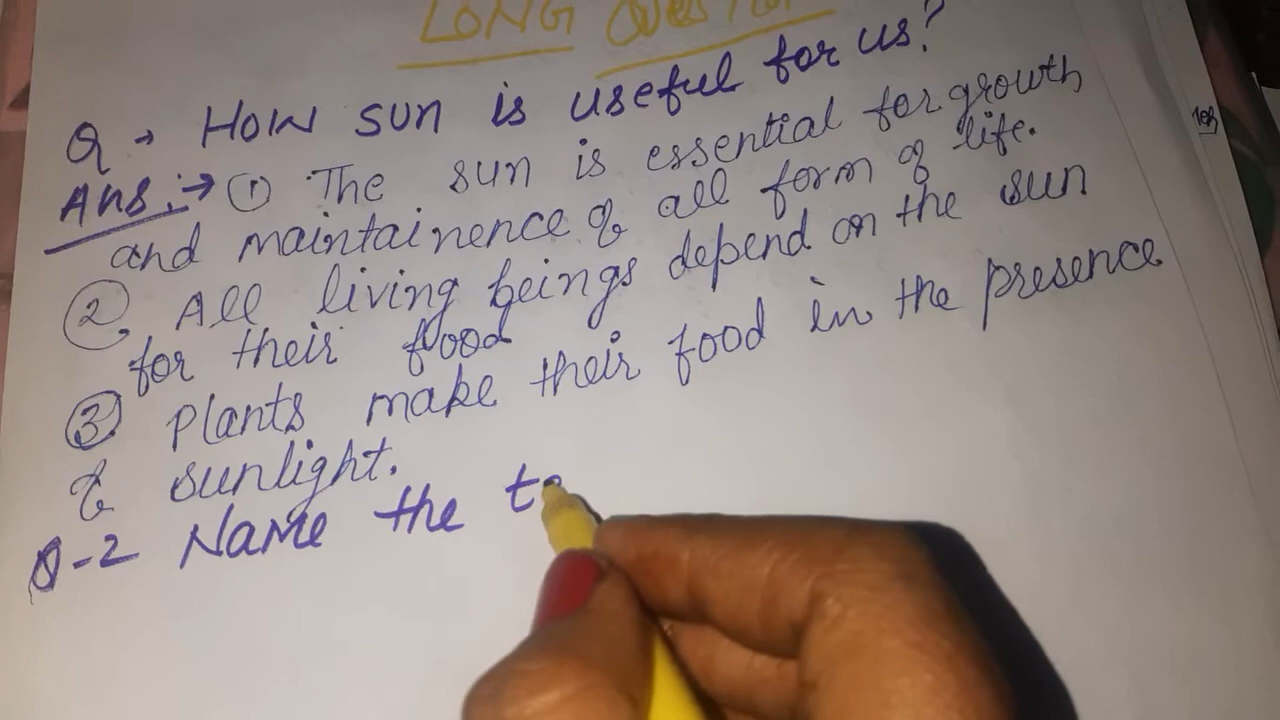 LONG QUESTION
Q → HOW SUN is useful for us?
Ans :→ ① The sun is essential for growth
and maintainence of all form of life.
② All living beings depend on the sun
for their food
③ Plants make their food in the presence
of sunlight.
Q-2 Name the